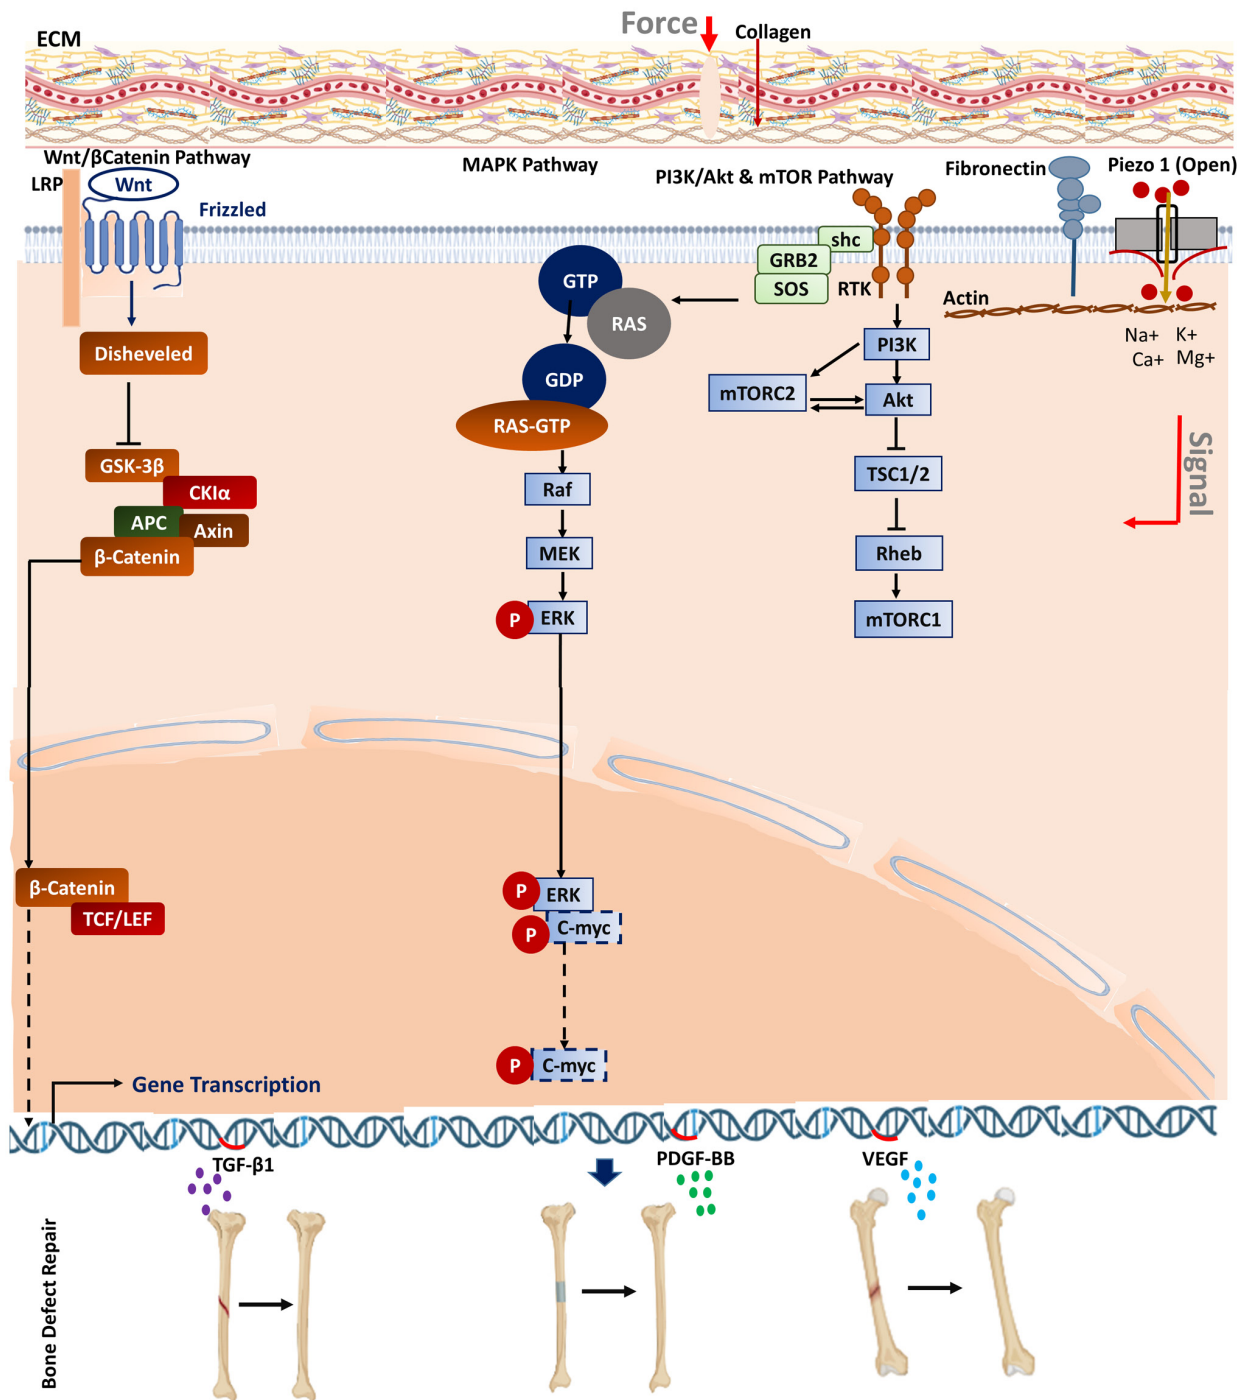 Force
ECM
Collagen
Wnt/βCatenin Pathway
MAPK Pathway
PI3K/Akt & mTOR Pathway
Fibronectin
Piezo 1 (Open)
LRP
Wnt
Frizzled
shc
GRB2
SOS
RTK
GTP
RAS
Actin
Na+ K+
Ca+ Mg+
Disheveled
GDP
RAS-GTP
PI3K
mTORC2
Akt
Signal
GSK-3β
CKIα
APC
Axin
β-Catenin
Raf
MEK
P
ERK
TSC1/2
Rheb
mTORC1
β-Catenin
TCF/LEF
P
ERK
P
C-myc
P
C-myc
Gene Transcription
TGF-β1
PDGF-BB
VEGF
Bone Defect Repair